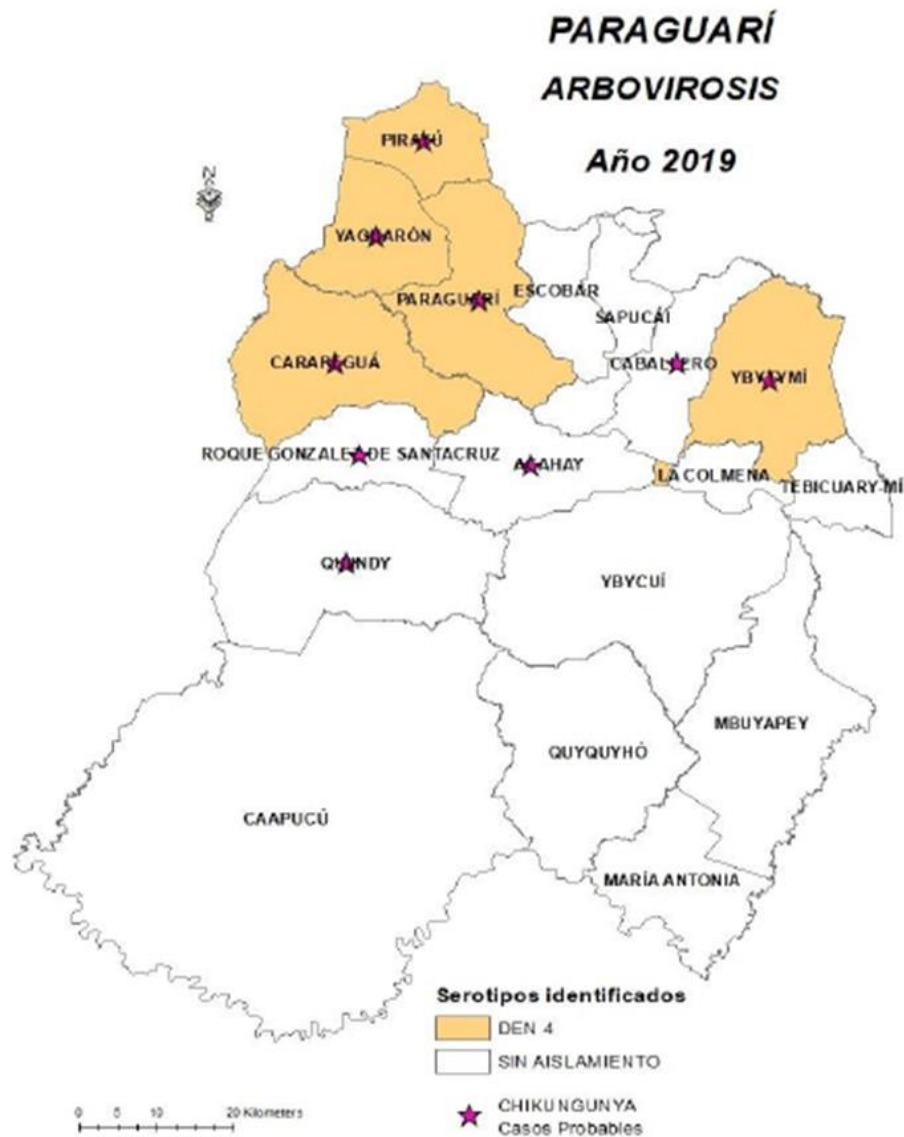 PARAGUARÍ
ARBOVIROSIS
Año 2019
N
PIRAYÚ
YAGUARÓN
PARAGUARÍ
ESCOBAR
SAPUCÁI
CARAPEGUÁ
CABALLERO
YBYTYMÍ
ROQUE GONZALEZ DE SANTACRUZ
ACAHAY
LA COLMENA
TEBICUARY-MÍ
QUIINDY
YBYCUÍ
QUYQUYHÓ
MBUYAPEY
CAAPUCÚ
MARÍA ANTONIA
Serotipos identificados
DEN 4
SIN AISLAMIENTO
CHIKUNGUNYA
Casos Probables
0 5 10 20 Kilometers